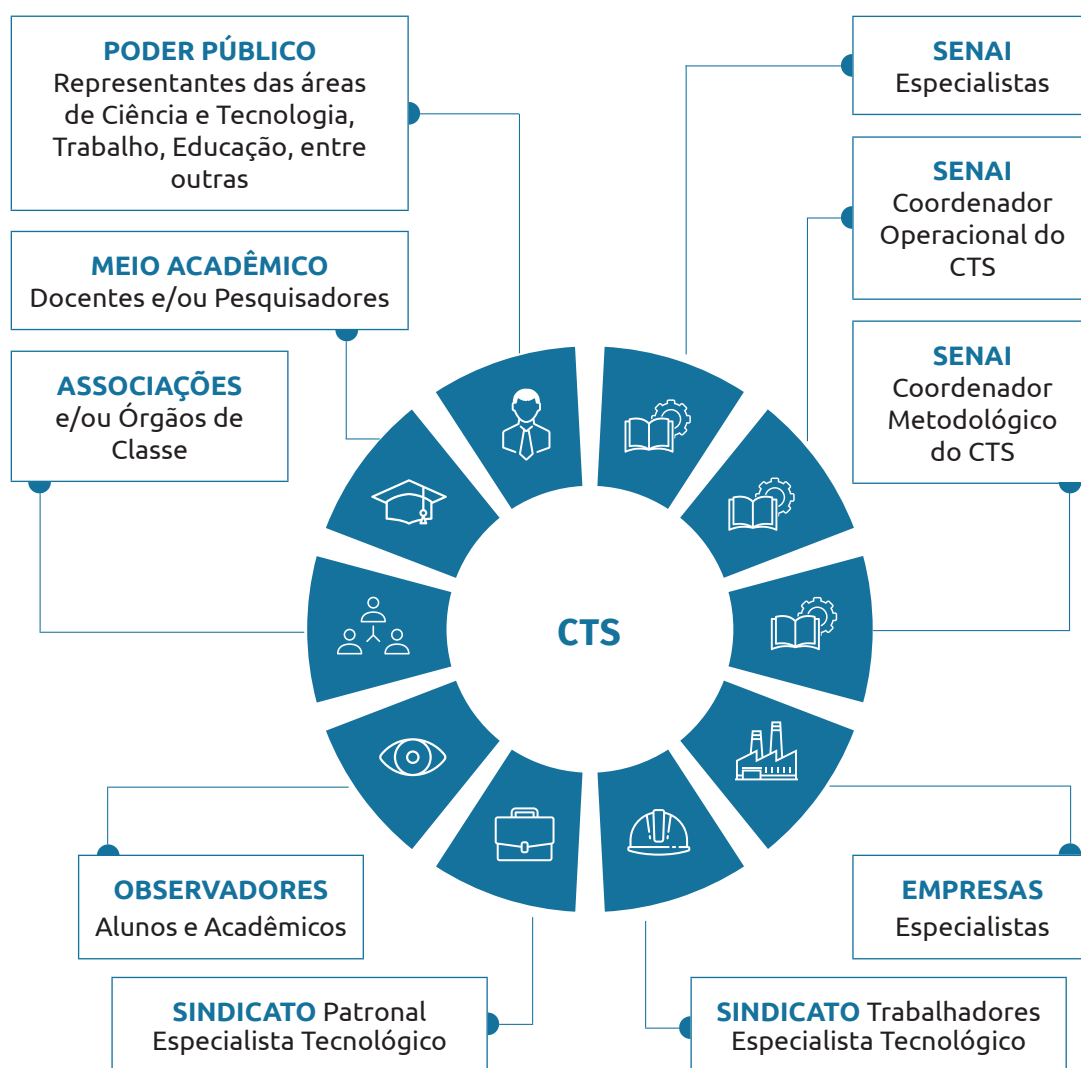 PODER PÚBLICO
Representantes das áreas
de Ciência e Tecnologia,
Trabalho, Educação, entre
outras
MEIO ACADÊMICO
Docentes e/ou Pesquisadores
ASSOCIAÇÕES
e/ou Órgãos de
Classe
SENAI
Especialistas
SENAI
Coordenador
Operacional do
CTS
SENAI
Coordenador
Metodológico
do CTS
CTS
OBSERVADORES
Alunos e Acadêmicos
EMPRESAS
Especialistas
SINDICATO Patronal
Especialista Tecnológico
SINDICATO Trabalhadores
Especialista Tecnológico